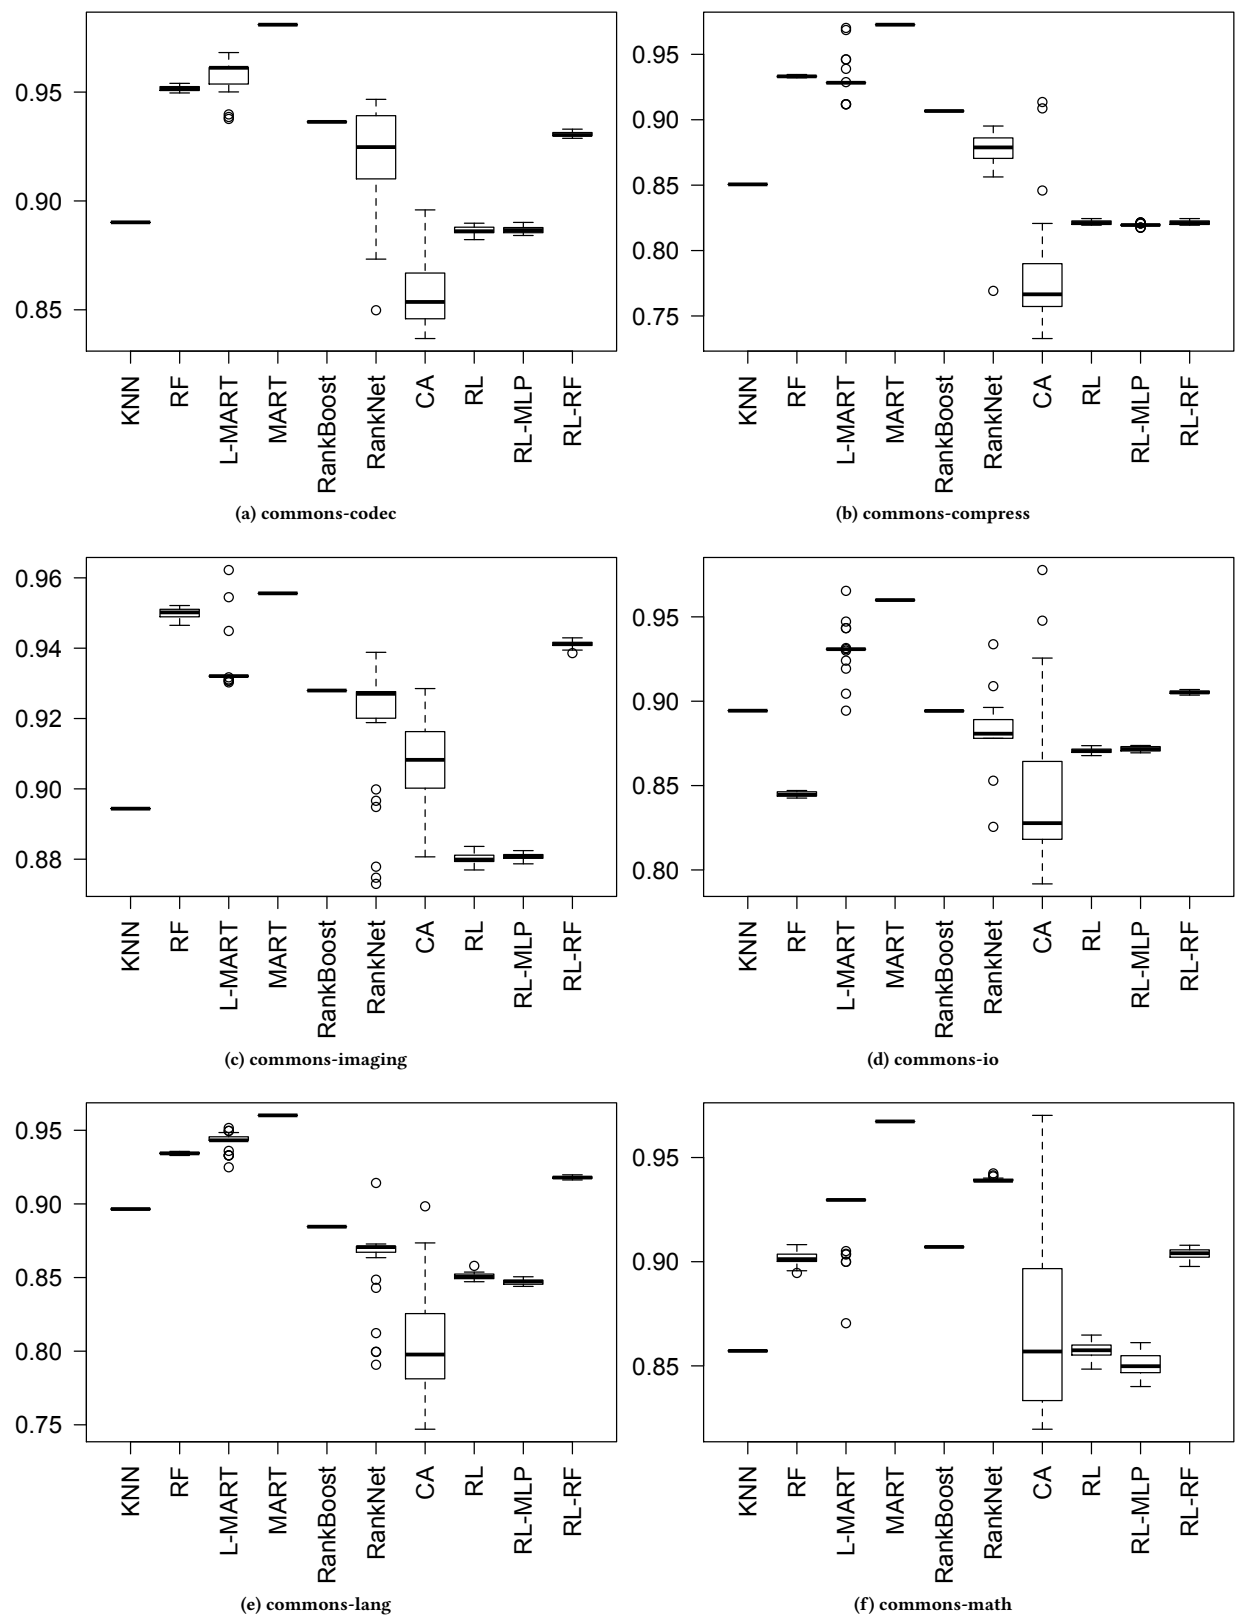 0.95
0.90
0.85
KNN
RF
L-MART
MART
RankBoost
RankNet
CA
RL
RL-MLP
RL-RF
(a) commons-codec
0.95
0.90
0.85
0.80
0.75
KNN
RF
L-MART
MART
RankBoost
RankNet
CA
RL
RL-MLP
RL-RF
(b) commons-compress
0.96
0.94
0.92
0.90
0.88
KNN
RF
L-MART
MART
RankBoost
RankNet
CA
RL
RL-MLP
RL-RF
(c) commons-imaging
0.95
0.90
0.85
0.80
KNN
RF
L-MART
MART
RankBoost
RankNet
CA
RL
RL-MLP
RL-RF
(d) commons-io
0.95
0.90
0.85
0.80
0.75
KNN
RF
L-MART
MART
RankBoost
RankNet
CA
RL
RL-MLP
RL-RF
(e) commons-lang
0.95
0.90
0.85
KNN
RF
L-MART
MART
RankBoost
RankNet
CA
RL
RL-MLP
RL-RF
(f) commons-math